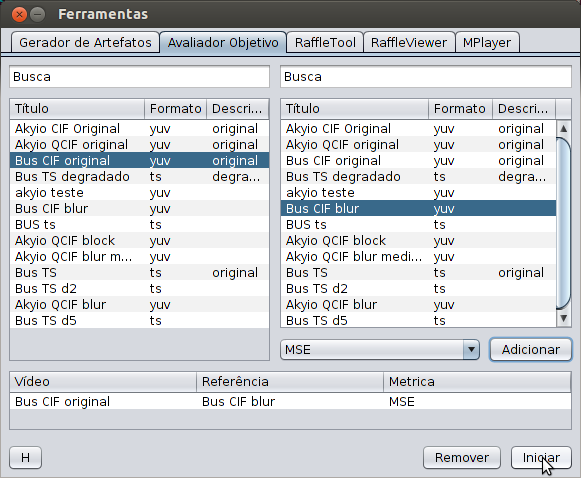 Ferramentas
Gerador de Artefatos Avaliador Objetivo RaffleTool RaffleViewer MPlayer
Busca
Título Formato Descri...
Akyio CIF Original yuv original
Akyio QCIF original yuv original
Bus CIF original yuv original
Bus TS degradado ts degra...
akyio teste yuv
Bus CIF blur yuv
BUS ts ts
Akyio QCIF block yuv
Akyio QCIF blur m... yuv
Bus TS ts original
Bus TS d2 ts
Akyio QCIF blur yuv
Bus TS d5 ts
Busca
Título Formato Descri...
Akyio CIF Original yuv original
Akyio QCIF original yuv original
Bus CIF original yuv original
Bus TS degradado ts degra...
akyio teste yuv
Bus CIF blur yuv
BUS ts ts
Akyio QCIF block yuv
Akyio QCIF blur medi... yuv
Bus TS ts original
Bus TS d2 ts
Akyio QCIF blur yuv
Bus TS d5 ts
MSE Adicionar
Vídeo Referência Metrica
Bus CIF original Bus CIF blur MSE
H Remover Iniciar